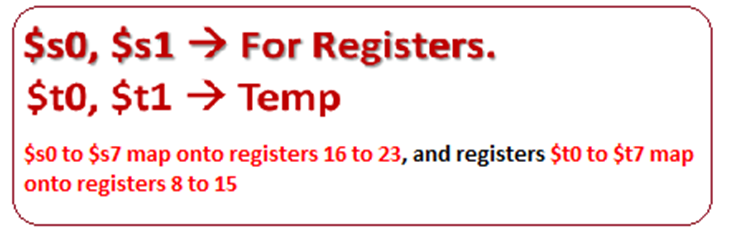 $s0, $s1 → For Registers.
$t0, $t1 → Temp
$s0 to $s7 map onto registers 16 to 23, and registers $t0 to $t7 map
onto registers 8 to 15